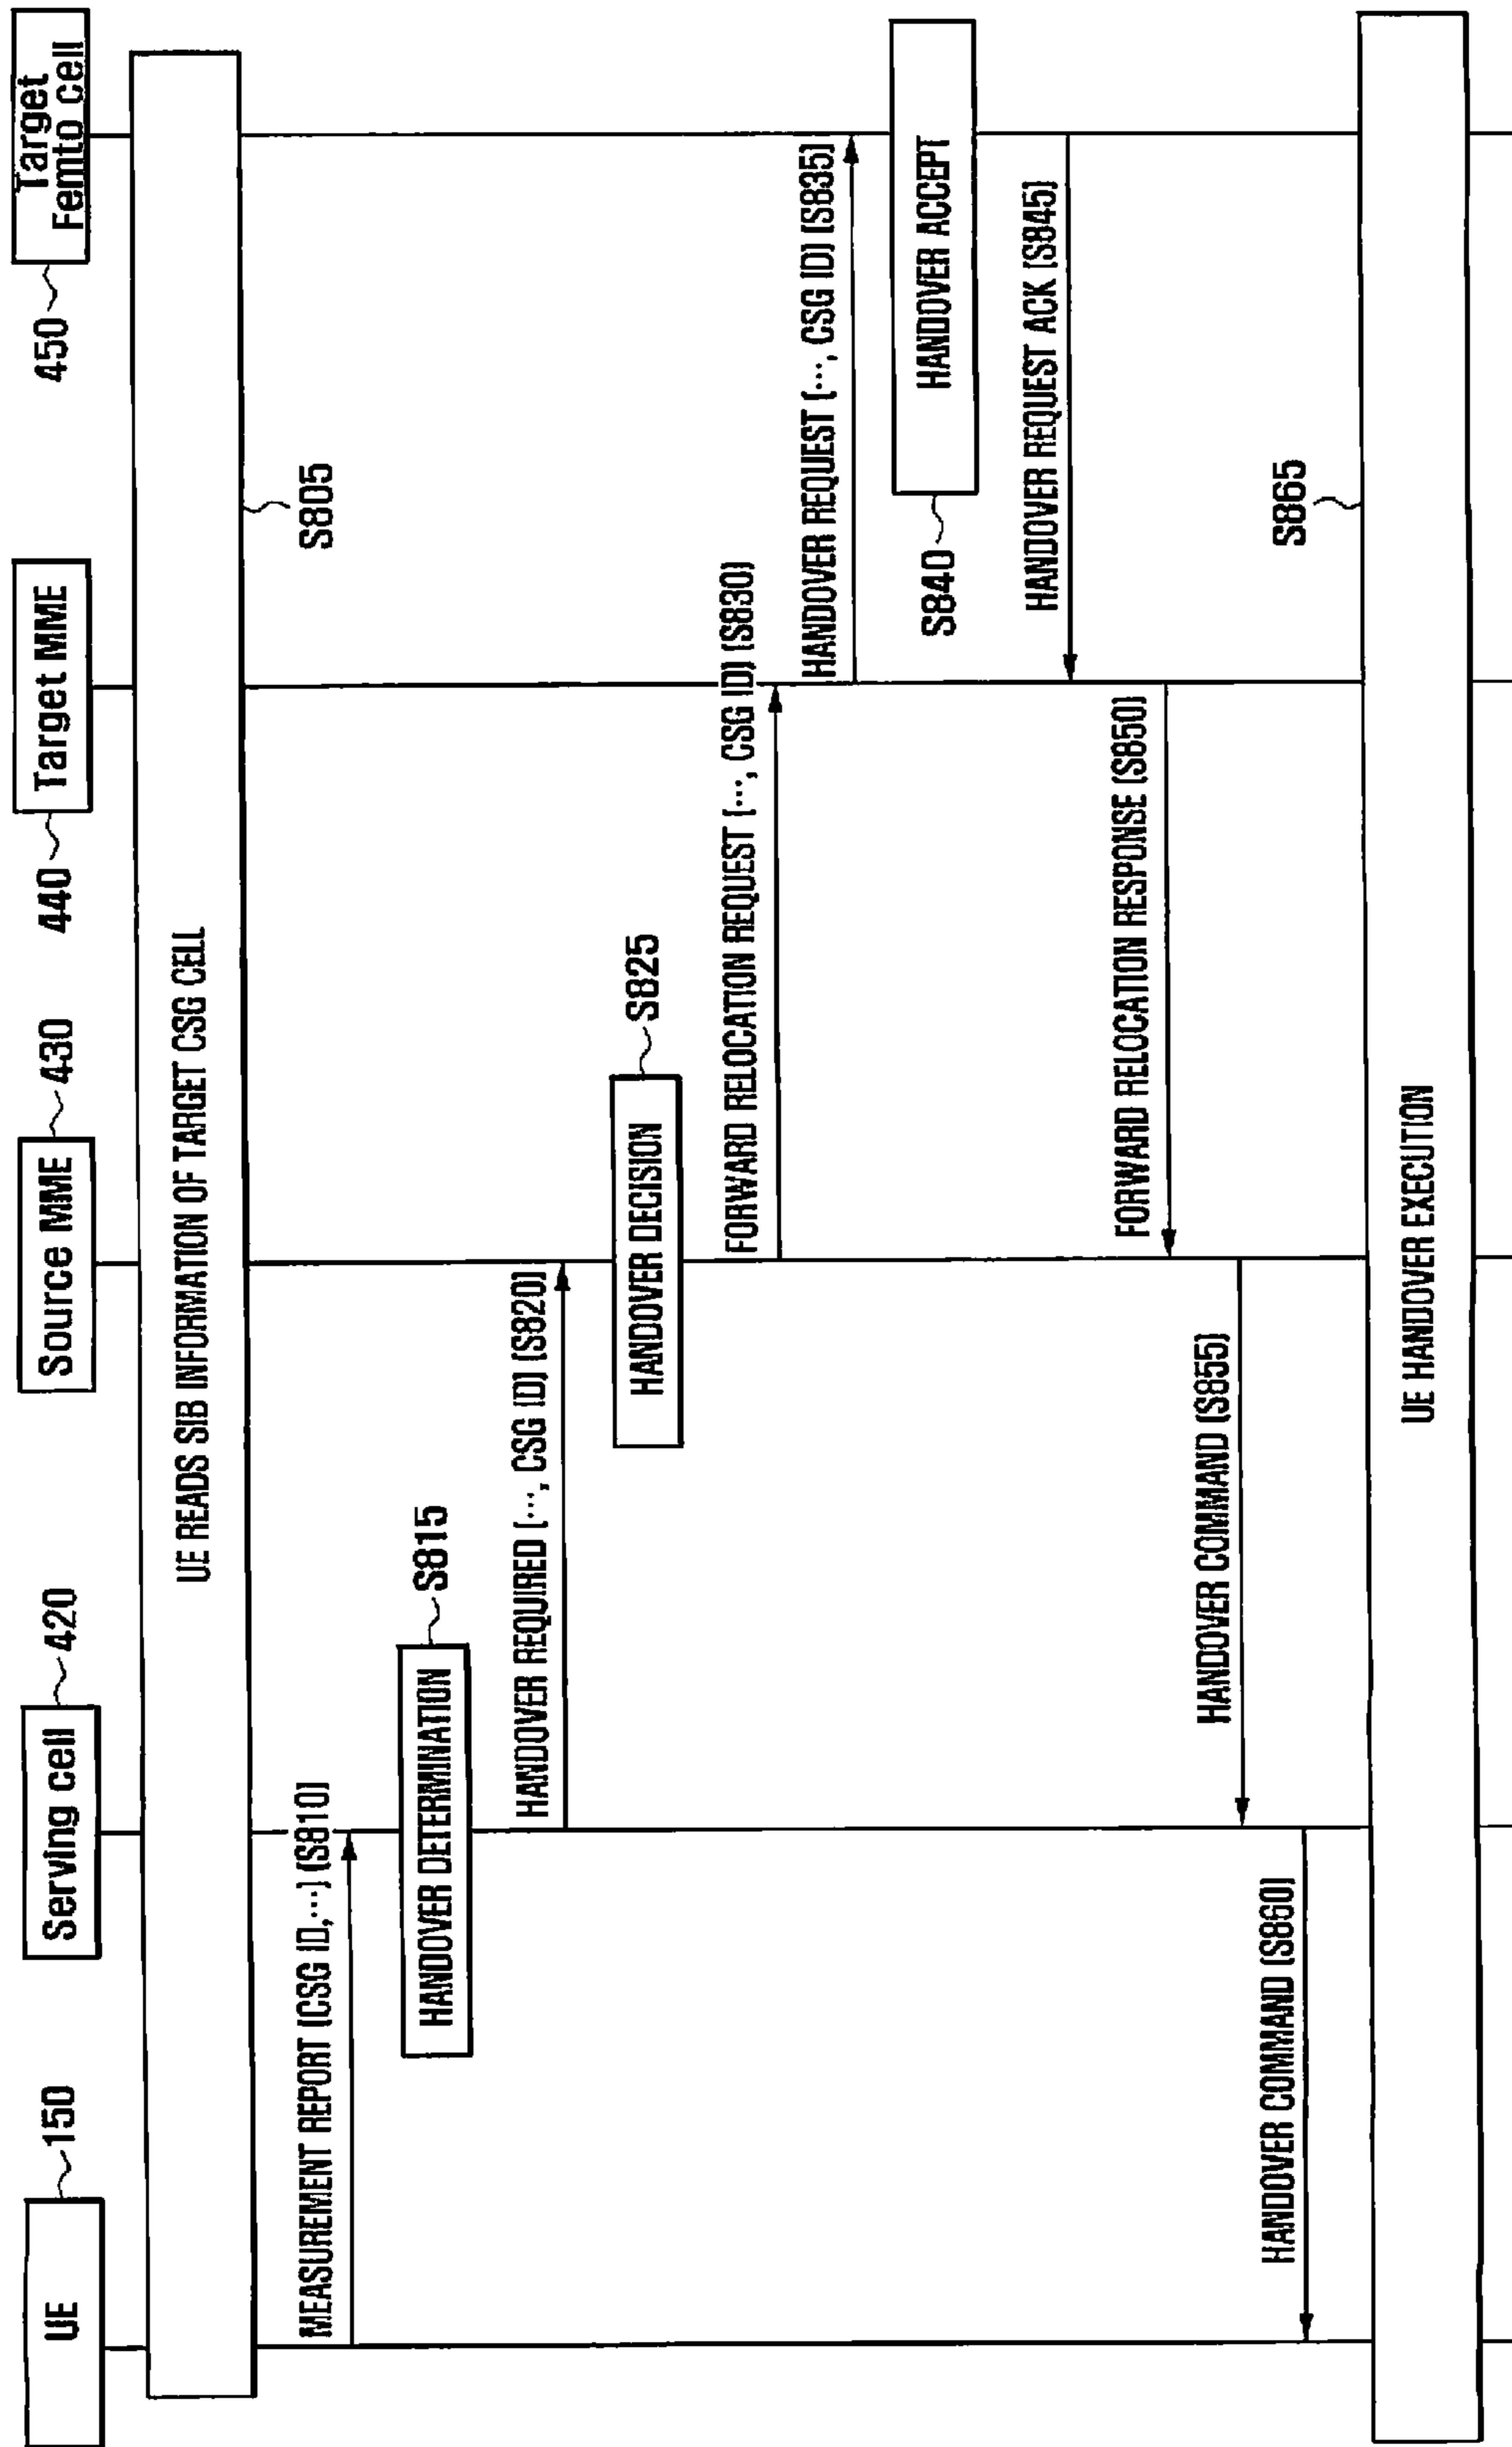 UE
150
Serving cell
420
Source MME
430
Target MME
440
Target
Femto cell
450
UE READS SIB INFORMATION OF TARGET CSG CELL
S805
MEASUREMENT REPORT (CSG ID,···) (S810)
HANDOVER DETERMINATION
S815
HANDOVER REQUIRED (···, CSG ID) (S820)
HANDOVER DECISION
S825
FORWARD RELOCATION REQUEST (···, CSG ID) (S830)
HANDOVER REQUEST (···, CSG ID) (S835)
HANDOVER ACCEPT
S840
HANDOVER REQUEST ACK (S845)
FORWARD RELOCATION RESPONSE (S850)
HANDOVER COMMAND (S855)
HANDOVER COMMAND (S860)
S865
UE HANDOVER EXECUTION